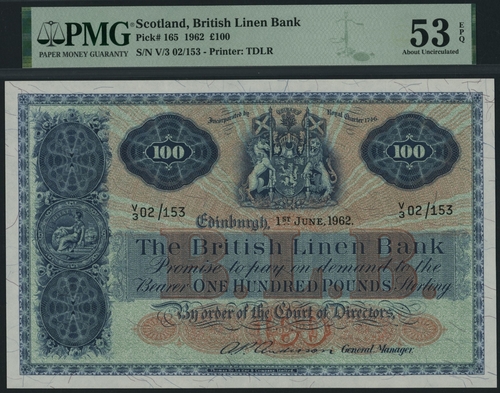 PMG
PAPER MONEY GUARANTY
Scotland, British Linen Bank
Pick# 165 1962 £100
S/N V/3 02/153 - Printer: TDLR
53 EPQ
About Uncirculated
Incorporated by Royal Charter 1746
100
100
V/3 02/153
V/3 02/153
Edinburgh, 1ST JUNE, 1962.
The British Linen Bank
Promise to pay on demand to the
Bearer ONE HUNDRED POUNDS Sterling
By order of the Court of Directors,
100
General Manager.